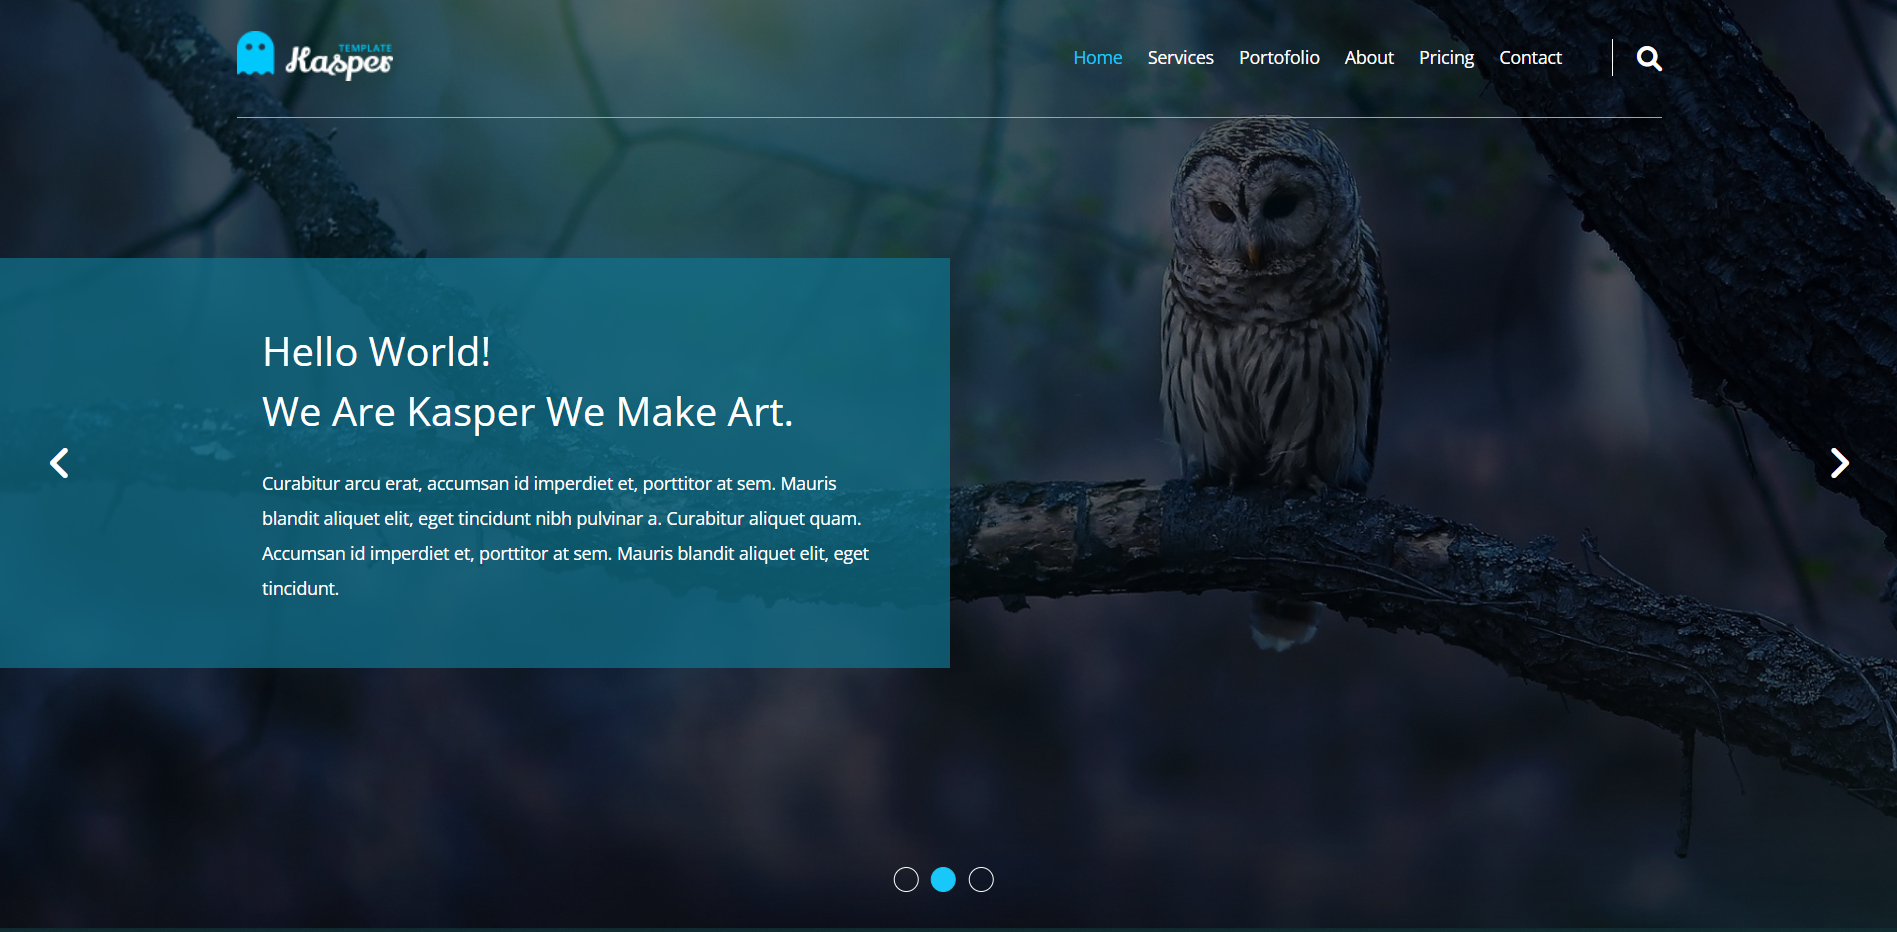 TEMPLATE
Kasper
Home Services Portofolio About Pricing Contact
Hello World!
We Are Kasper We Make Art.
Curabitur arcu erat, accumsan id imperdiet et, porttitor at sem. Mauris
blandit aliquet elit, eget tincidunt nibh pulvinar a. Curabitur aliquet quam.
Accumsan id imperdiet et, porttitor at sem. Mauris blandit aliquet elit, eget
tincidunt.